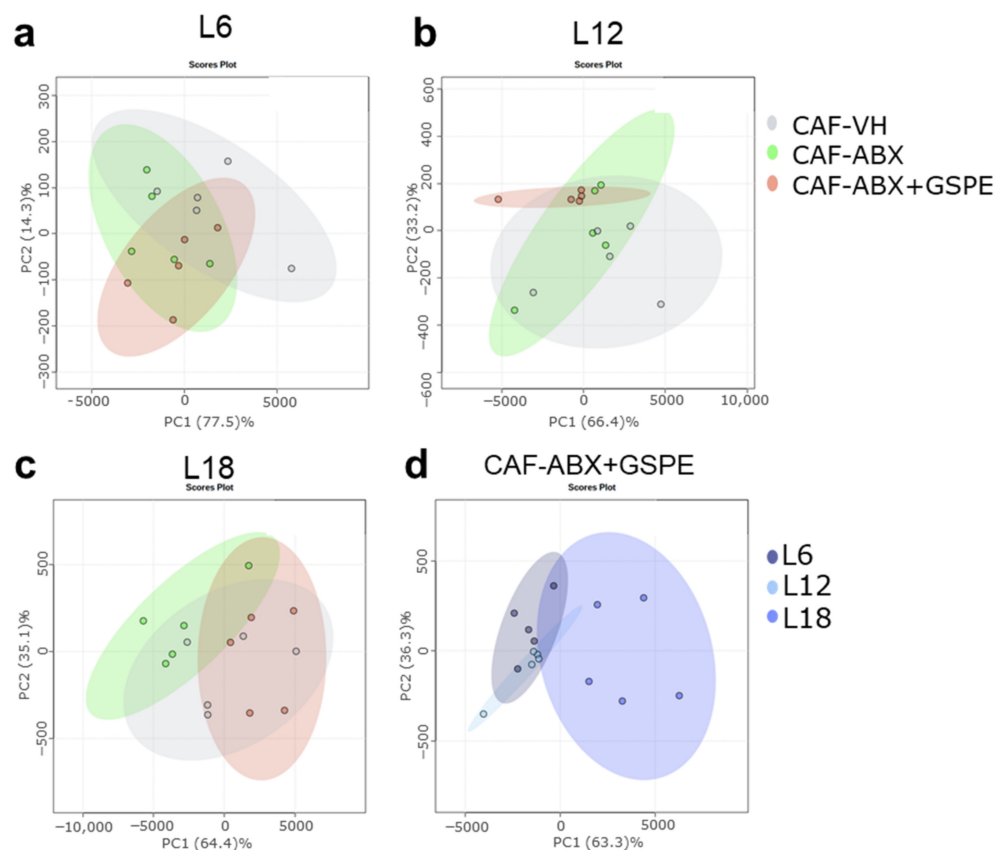 a
L6
Scores Plot
300
200
100
0
−100
−200
−300
PC2 (14.3)%
-5000
0
5000
PC1 (77.5)%
b
L12
Scores Plot
600
400
200
0
−200
−400
−600
PC2 (33.2)%
−5000
0
5000
10,000
PC1 (66.4)%
CAF-VH
CAF-ABX
CAF-ABX+GSPE
c
L18
Scores Plot
500
0
−500
PC2 (35.1)%
−10,000
−5000
0
5000
PC1 (64.4)%
d
CAF-ABX+GSPE
Scores Plot
500
0
−500
PC2 (36.3)%
−5000
0
5000
PC1 (63.3)%
L6
L12
L18